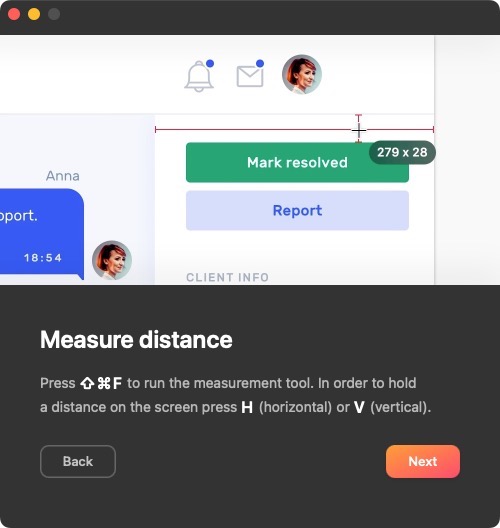 279 x 28
Mark resolved
Anna
Report
pport.
18:54
CLIENT INFO
Measure distance
Press ⇧⌘F to run the measurement tool. In order to hold
a distance on the screen press H (horizontal) or V (vertical).
Back
Next